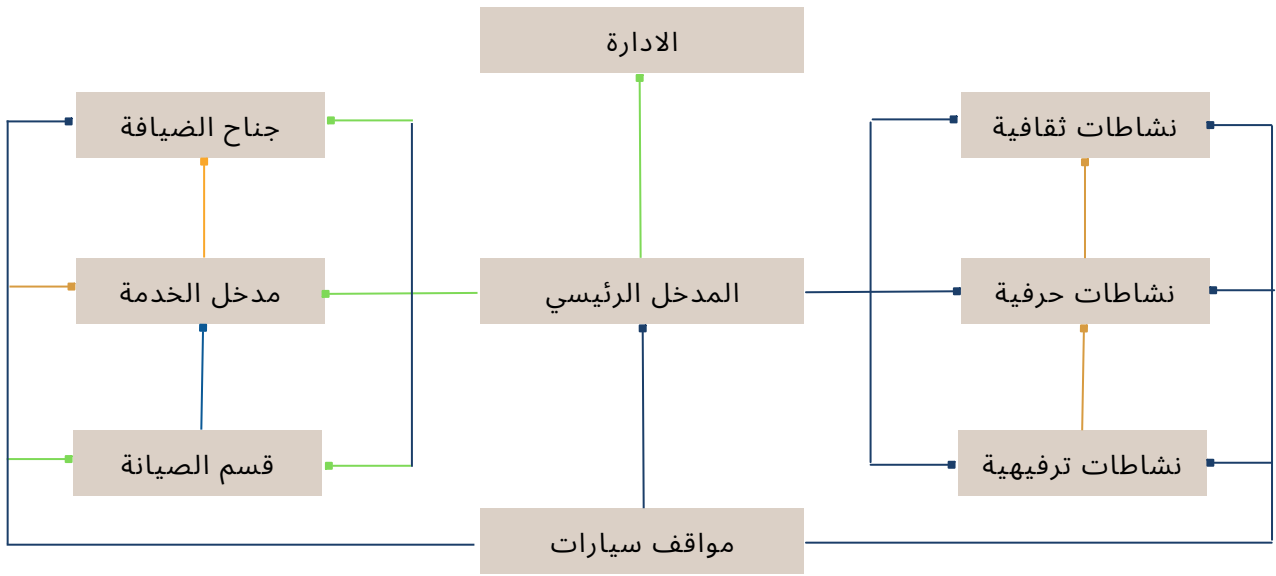 الادارة
نشاطات ثقافية
جناح الضيافة
نشاطات حرفية
المدخل الرئيسي
مدخل الخدمة
نشاطات ترفيهية
قسم الصيانة
مواقف سيارات